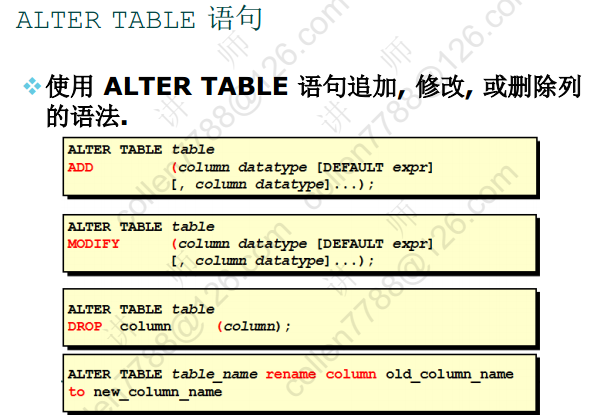 ALTER TABLE 语句
使用 ALTER TABLE 语句追加, 修改, 或删除列
的语法.
ALTER TABLE table
ADD (column datatype [DEFAULT expr]
[, column datatype]...);
ALTER TABLE table
MODIFY (column datatype [DEFAULT expr]
[, column datatype]...);
ALTER TABLE table
DROP column (column);
ALTER TABLE table_name rename column old_column_name
to new_column_name
讲师
collen7788@126.com